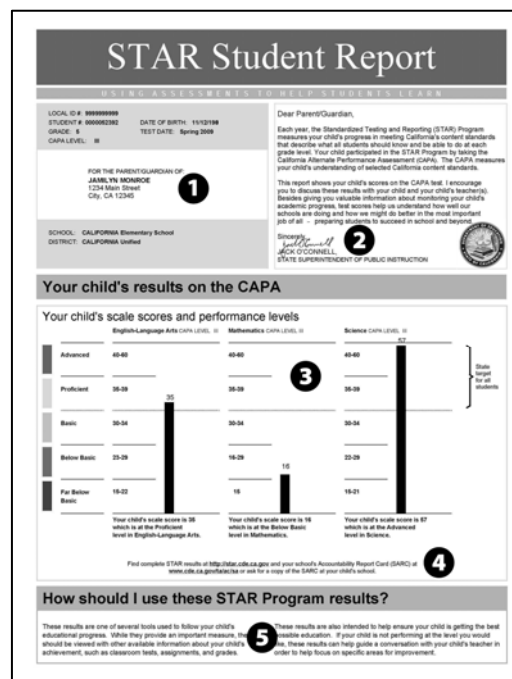 STAR Student Report
USING ASSESSMENTS TO HELP STUDENTS LEARN
LOCAL ID #: 9999999999
STUDENT #: 0000052392 DATE OF BIRTH: 11/12/198
GRADE: 5 TEST DATE: Spring 2009
CAPA LEVEL: III
FOR THE PARENT/GUARDIAN OF:
JAMILYN MONROE
1234 Main Street
City, CA 12345
1
SCHOOL: CALIFORNIA Elementary School
DISTRICT: CALIFORNIA Unified
Dear Parent/Guardian,
Each year, the Standardized Testing and Reporting (STAR) Program
measures your child's progress in meeting California's content standards
that describe what all students should know and be able to do at each
grade level. Your child participated in the STAR Program by taking the
California Alternate Performance Assessment (CAPA). The CAPA measures
your child's understanding of selected California content standards.
This report shows your child's scores on the CAPA test. I encourage
you to discuss these results with your child and your child's teacher(s).
Besides giving you valuable information about monitoring your child's
academic progress, test scores help us understand how well our
schools are doing and how we might do better in the most important
job of all - preparing students to succeed in school and beyond.
Sincerely,
2
JACK O'CONNELL,
STATE SUPERINTENDENT OF PUBLIC INSTRUCTION
Your child's results on the CAPA
Your child's scale scores and performance levels
English-Language Arts CAPA LEVEL III Mathematics CAPA LEVEL III Science CAPA LEVEL III
57
Advanced 40-60 40-60 40-60
3
State
target
for all
students
Proficient 35-39 35-39 35-39
35
Basic 30-34 30-34 30-34
Below Basic 23-29 16-29 22-29
16
Far Below
Basic 15-22 15 15-21
Your child's scale score is 35
which is at the Proficient
level in English-Language Arts.
Your child's scale score is 16
which is at the Below Basic
level in Mathematics.
Your child's scale score is 57
which is at the Advanced
level in Science.
Find complete STAR results at http://star.cde.ca.gov and your school's Accountability Report Card (SARC) at
www.cde.ca.gov/ta/ac/sa or ask for a copy of the SARC at your child's school.
4
How should I use these STAR Program results?
These results are one of several tools used to follow your child's
educational progress. While they provide an important measure, the
should be viewed with other available information about your child's
achievement, such as classroom tests, assignments, and grades.
5
These results are also intended to help ensure your child is getting the best
possible education. If your child is not performing at the level you would
like, these results can help guide a conversation with your child's teacher in
order to help focus on specific areas for improvement.